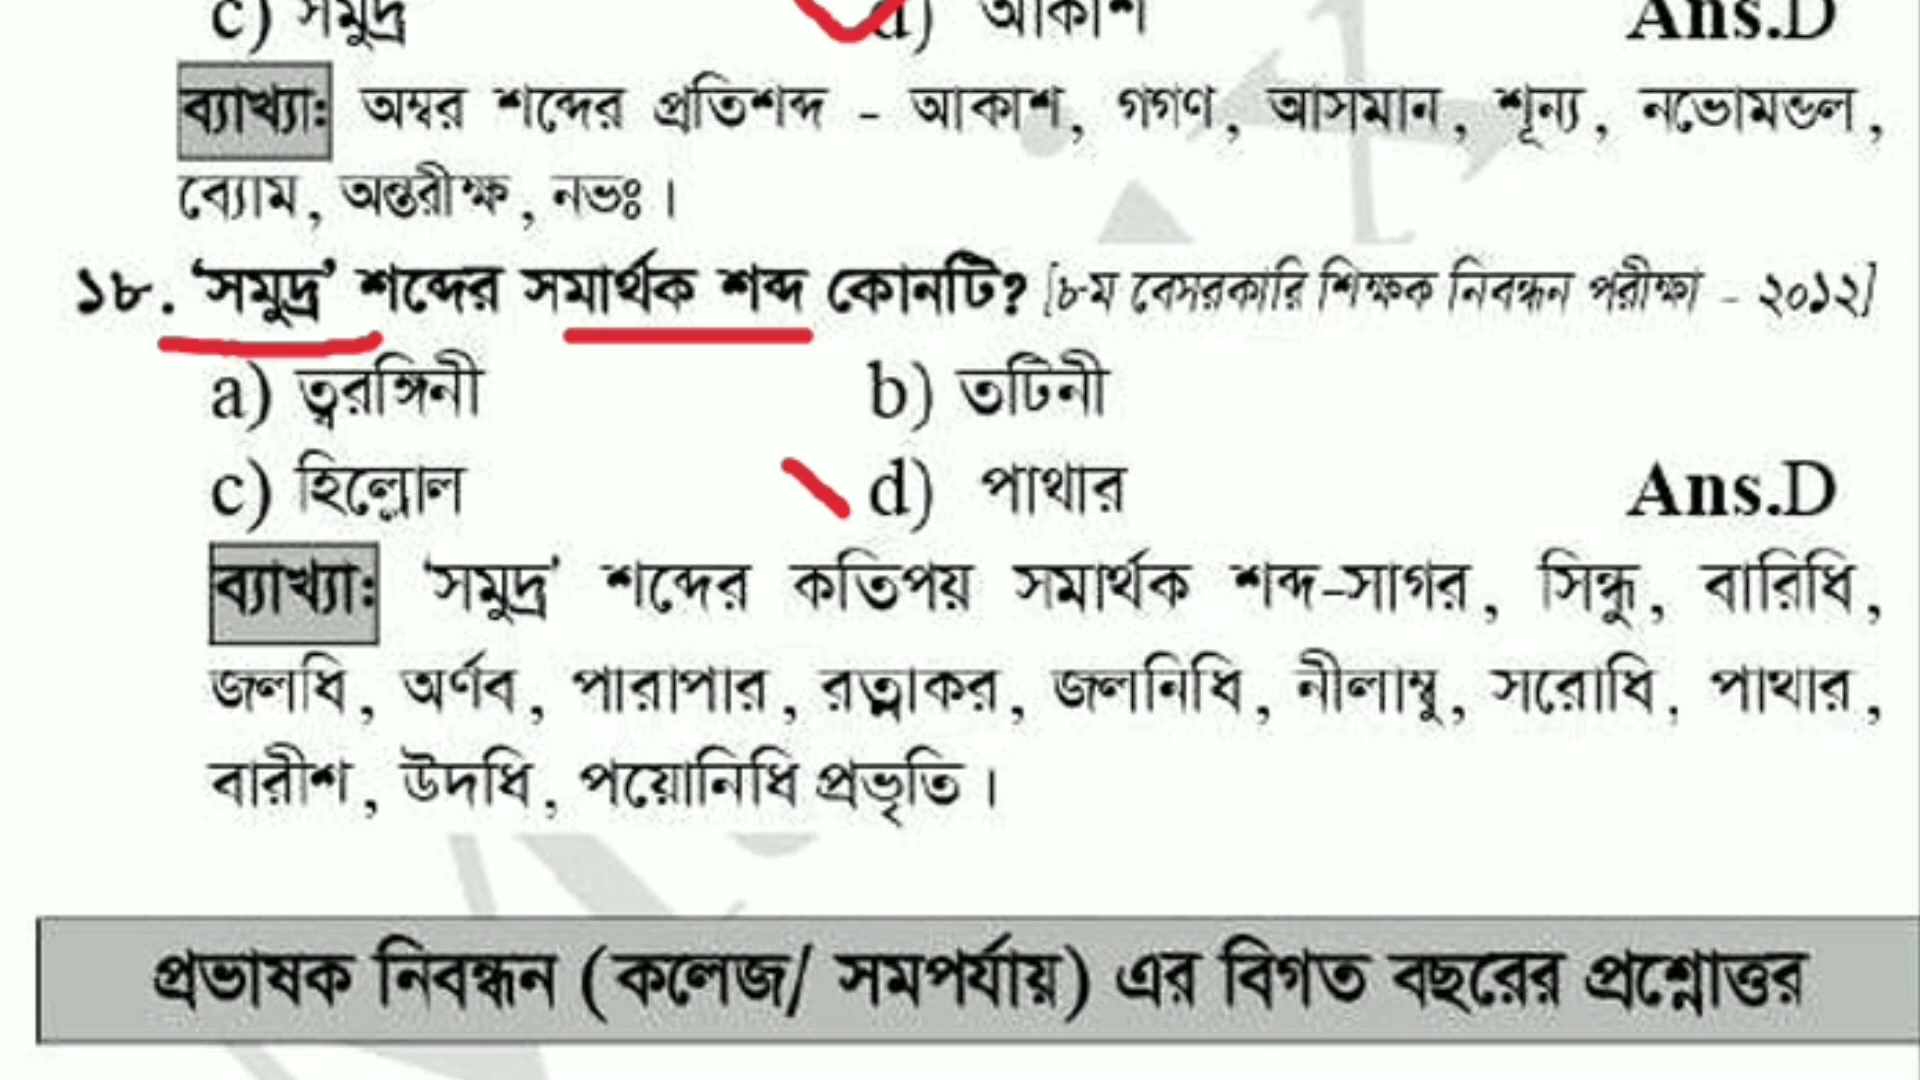 c) সমুদ্র d) আকাশ Ans.D
ব্যাখ্যা: অম্বর শব্দের প্রতিশব্দ - আকাশ, গগণ, আসমান, শূন্য, নভোমন্ডল,
ব্যোম, অন্তরীক্ষ, নভঃ।
১৮. ‘সমুদ্র’ শব্দের সমার্থক শব্দ কোনটি? [৮ম বেসরকারি শিক্ষক নিবন্ধন পরীক্ষা - ২০১২]
a) ত্বরঙ্গিনী b) তটিনী
c) হিল্লোল d) পাথার Ans.D
ব্যাখ্যা: ‘সমুদ্র’ শব্দের কতিপয় সমার্থক শব্দ-সাগর, সিন্ধু, বারিধি,
জলধি, অর্ণব, পারাপার, রত্নাকর, জলনিধি, নীলাম্বু, সরোধি, পাথার,
বারীশ, উদধি, পয়োনিধি প্রভৃতি।
প্রভাষক নিবন্ধন (কলেজ/ সমপর্যায়) এর বিগত বছরের প্রশ্নোত্তর